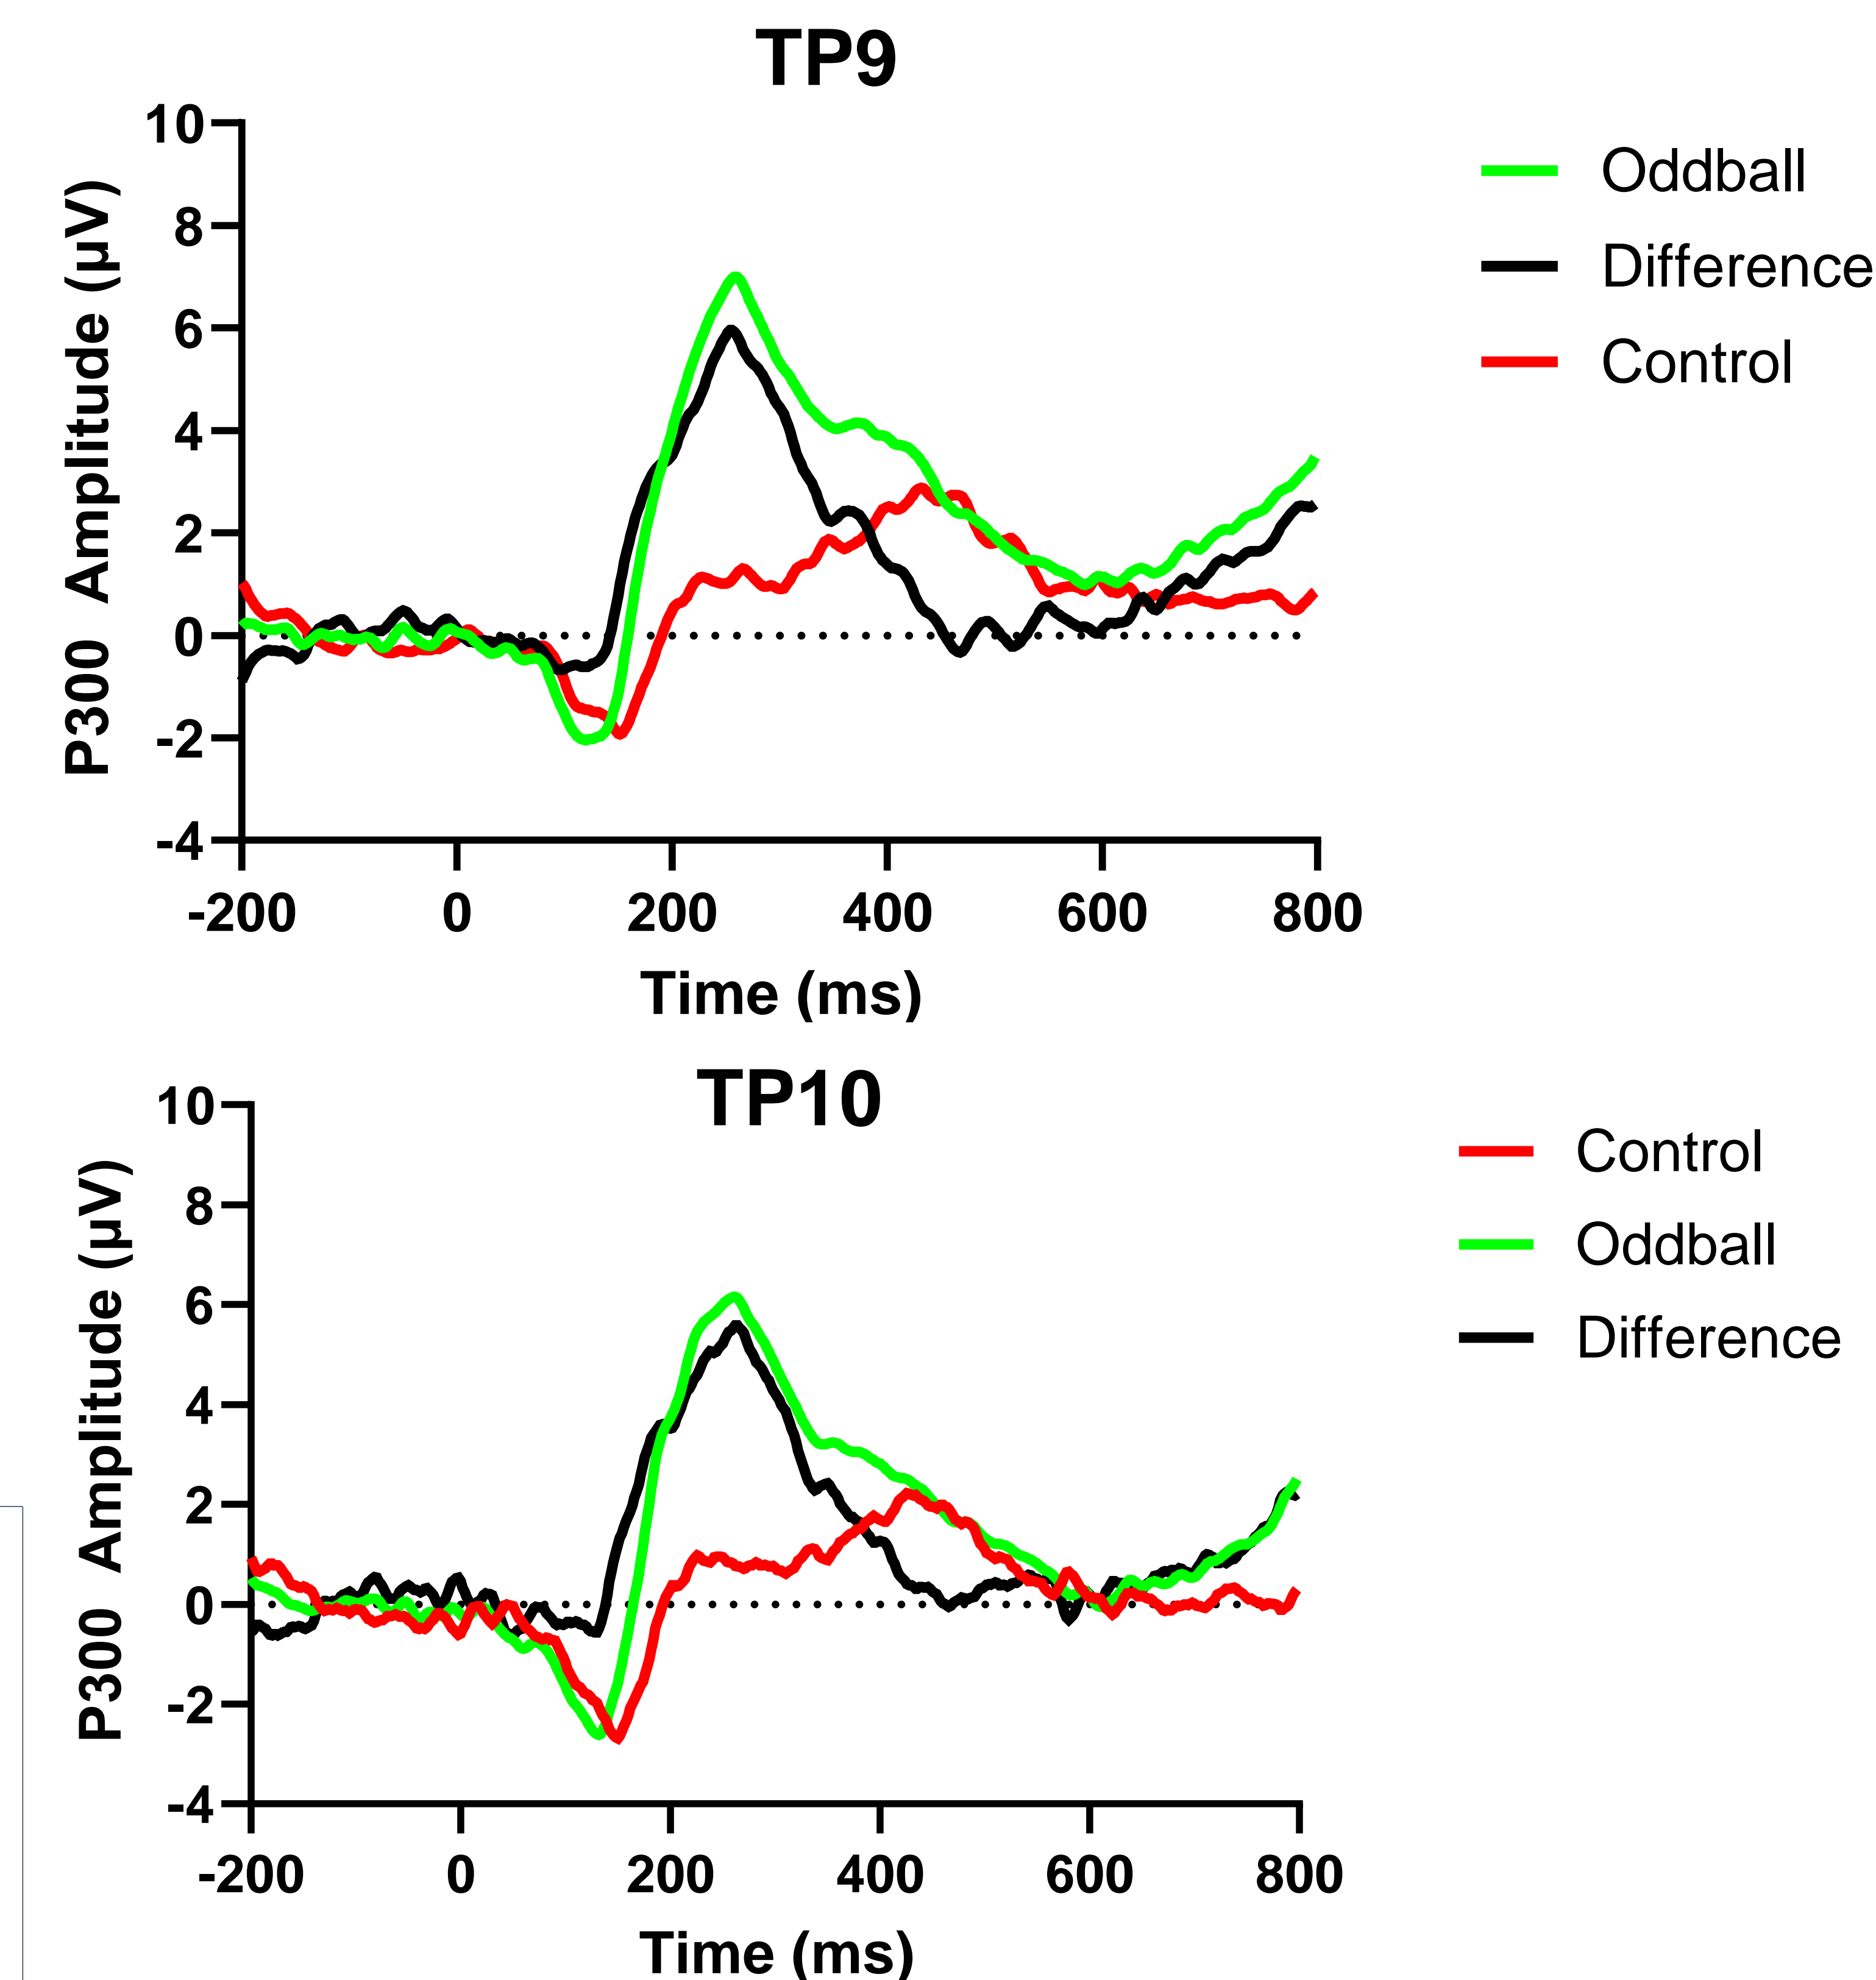 TP9
10
8
6
4
2
0
-2
-4
P300 Amplitude (µV)
-200 0 200 400 600 800
Time (ms)
Oddball
Difference
Control
TP10
10
8
6
4
2
0
-2
-4
P300 Amplitude (µV)
-200 0 200 400 600 800
Time (ms)
Control
Oddball
Difference